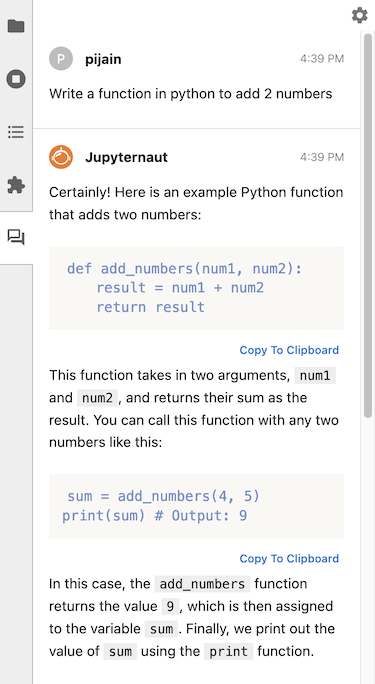 P pijain 4:39 PM
Write a function in python to add 2 numbers
Jupyternaut 4:39 PM
Certainly! Here is an example Python function
that adds two numbers:
def add_numbers(num1, num2):
    result = num1 + num2
    return result
Copy To Clipboard
This function takes in two arguments, num1
and num2 , and returns their sum as the
result. You can call this function with any two
numbers like this:
sum = add_numbers(4, 5)
print(sum) # Output: 9
Copy To Clipboard
In this case, the add_numbers function
returns the value 9 , which is then assigned
to the variable sum . Finally, we print out the
value of sum using the print function.